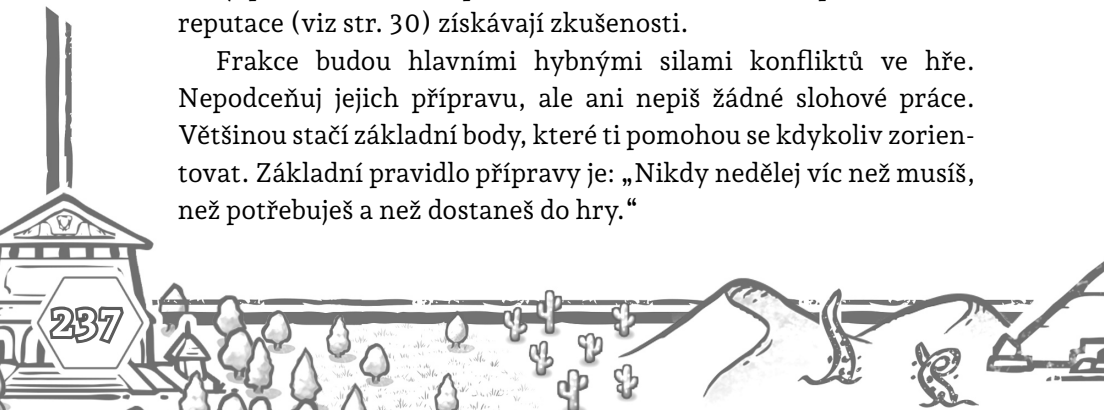 reputace (viz str. 30) získávají zkušenosti.
Frakce budou hlavními hybnými silami konfliktů ve hře.
Nepodceňuj jejich přípravu, ale ani nepiš žádné slohové práce.
Většinou stačí základní body, které ti pomohou se kdykoliv zorien-
tovat. Základní pravidlo přípravy je: „Nikdy nedělej víc než musíš,
než potřebuješ a než dostaneš do hry.“
237